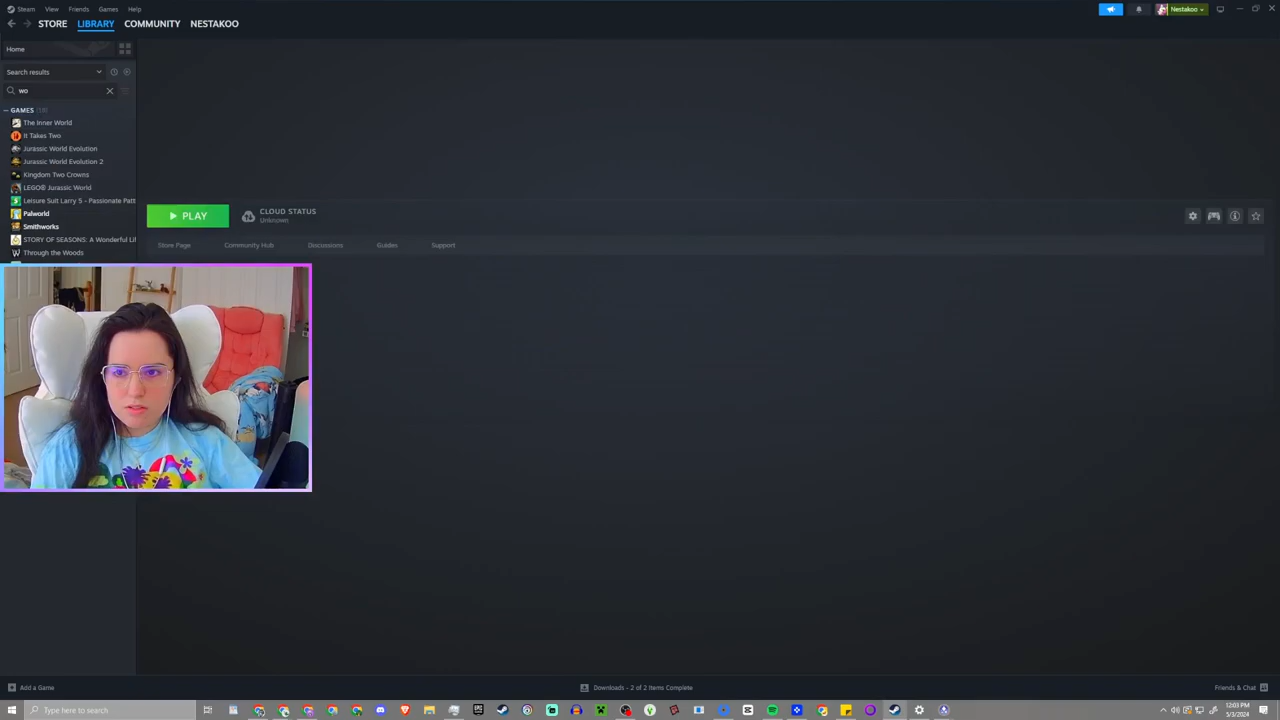 Steam View Friends Games Help
Nestakoo
STORE LIBRARY COMMUNITY NESTAKOO
Home
Search results
wo
GAMES (18)
The Inner World
It Takes Two
Jurassic World Evolution
Jurassic World Evolution 2
Kingdom Two Crowns
LEGO® Jurassic World
Leisure Suit Larry 5 - Passionate Patt
Palworld
Smithworks
STORY OF SEASONS: A Wonderful Lif
Through the Woods
PLAY
CLOUD STATUS
Unknown
Store Page Community Hub Discussions Guides Support
Add a Game
Downloads - 2 of 2 Items Complete
Friends & Chat
Type here to search
12:03 PM
5/3/2024